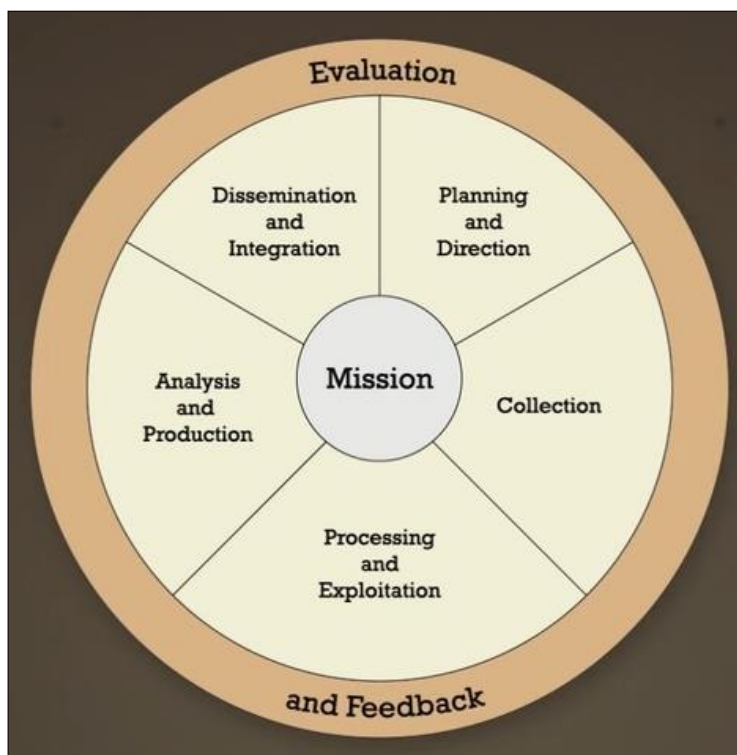 Evaluation
Dissemination
and
Integration
Planning
and
Direction
Analysis
and
Production
Mission
Collection
Processing
and
Exploitation
and Feedback